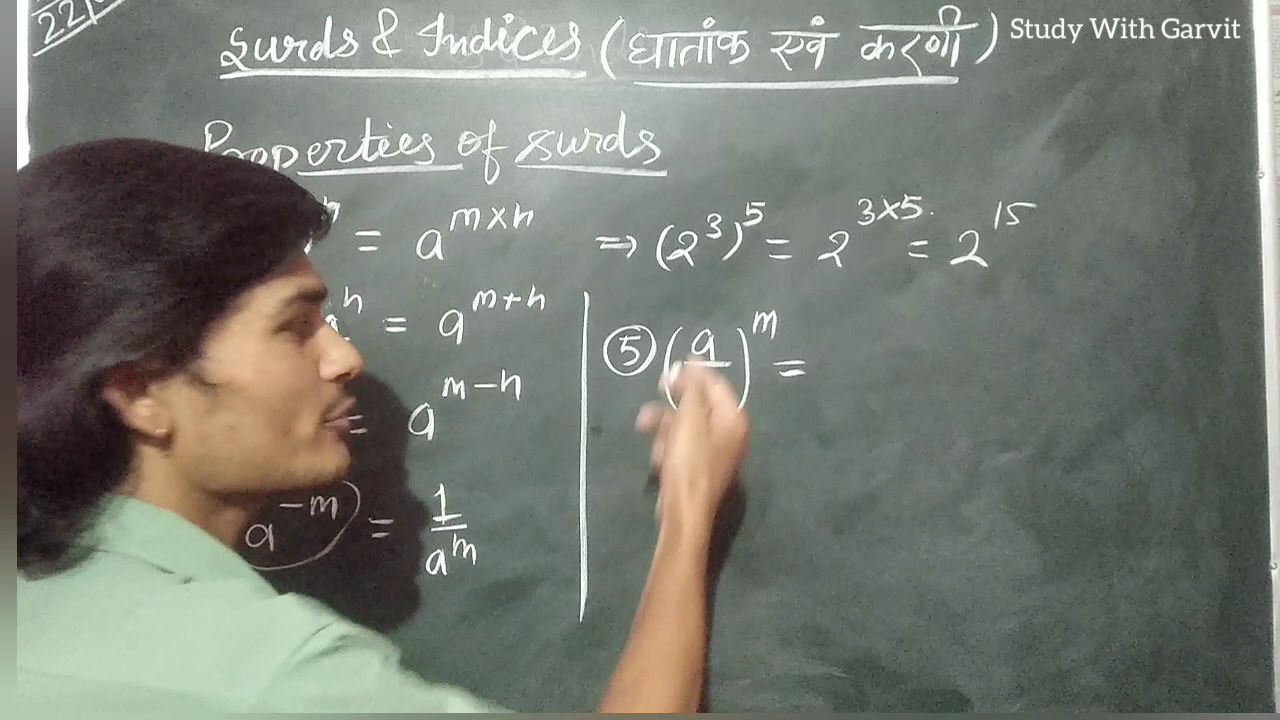 22/
Surds & Indices (घातांक एवं करणी)
Study With Garvit
Properties of surds
= a^{m×n} ⇒ (2^3)^5 = 2^{3×5} = 2^{15}
n = a^{m+n}
= a^{m-n}
a^{-m} = 1/a^m
⑤ (a/ )^m =